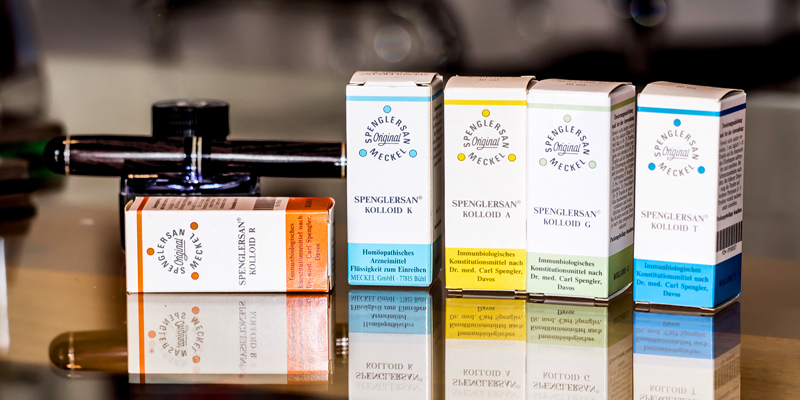 SPENGLERSAN
Original
MECKEL
SPENGLERSAN®
KOLLOID R
Immunbiologisches
Konstitutionsmittel nach
Dr. med. Carl Spengler,
Davos
SPENGLERSAN
Original
MECKEL
SPENGLERSAN®
KOLLOID K
Homöopathisches
Arzneimittel
Flüssigkeit zum Einreiben
MECKEL GmbH · 77815 Bühl
SPENGLERSAN
Original
MECKEL
SPENGLERSAN®
KOLLOID A
Immunbiologisches
Konstitutionsmittel nach
Dr. med. Carl Spengler,
Davos
SPENGLERSAN
Original
MECKEL
SPENGLERSAN®
KOLLOID G
Immunbiologisches
Konstitutionsmittel nach
Dr. med. Carl Spengler,
Davos
SPENGLERSAN
Original
MECKEL
SPENGLERSAN®
KOLLOID T
Immunbiologisches
Konstitutionsmittel nach
Dr. med. Carl Spengler,
Davos